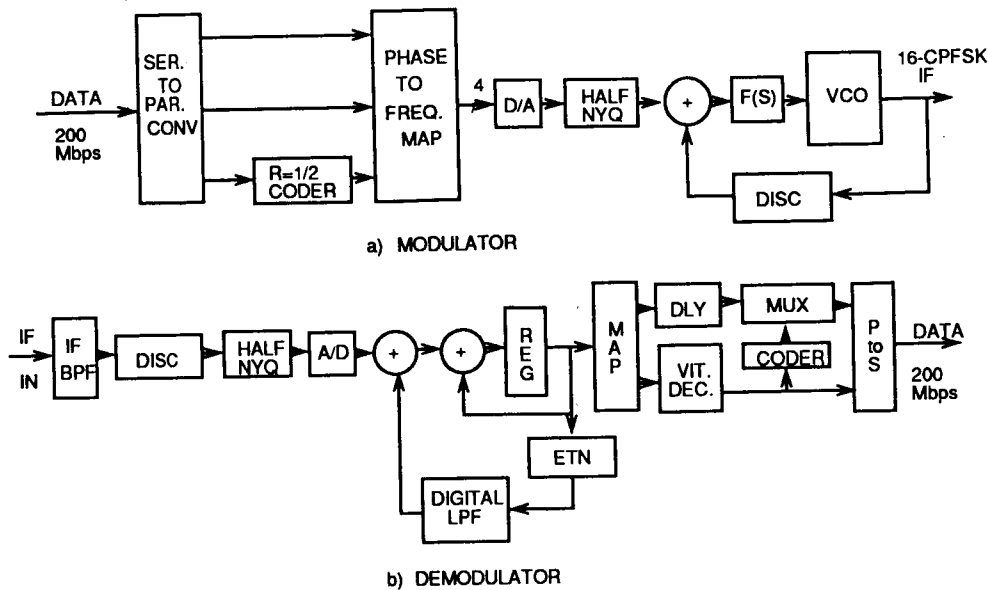 DATA
200
Mbps
SER.
TO
PAR.
CONV
R=1/2
CODER
PHASE
TO
FREQ.
MAP
4
D/A
HALF
NYQ
+
F(S)
VCO
16-CPFSK
IF
DISC
a) MODULATOR
IF
IN
IF
BPF
DISC
HALF
NYQ
A/D
+
+
R
E
G
ETN
DIGITAL
LPF
M
A
P
DLY
VIT.
DEC.
MUX
CODER
P
to
S
DATA
200
Mbps
b) DEMODULATOR